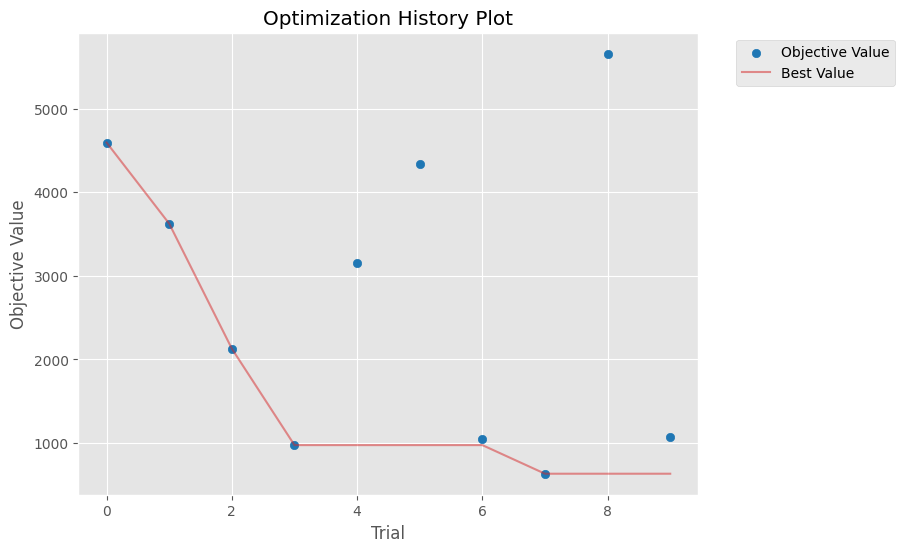 Optimization History Plot
Objective Value
Best Value
5000
4000
3000
2000
1000
Objective Value
0 2 4 6 8
Trial